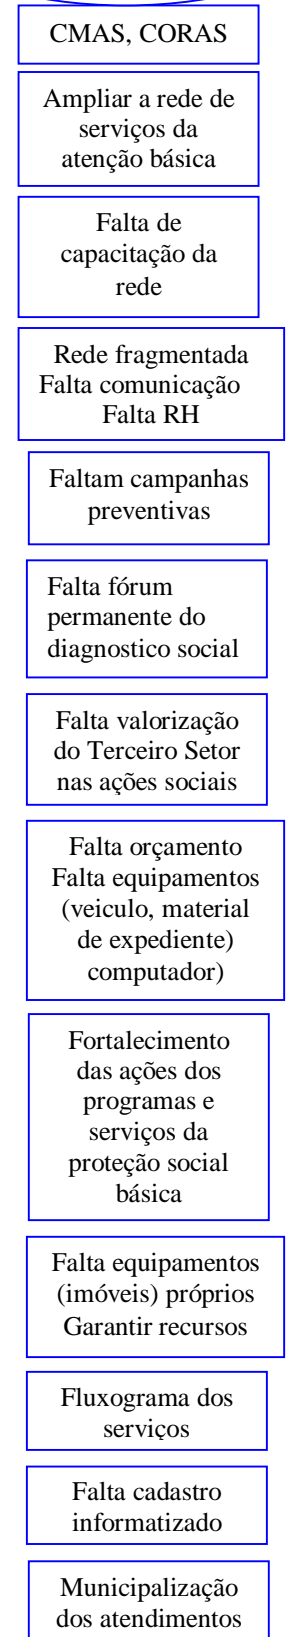 CMAS, CORAS
Ampliar a rede de
serviços da
atenção básica
Falta de
capacitação da
rede
Rede fragmentada
Falta comunicação
Falta RH
Faltam campanhas
preventivas
Falta fórum
permanente do
diagnostico social
Falta valorização
do Terceiro Setor
nas ações sociais
Falta orçamento
Falta equipamentos
(veiculo, material
de expediente)
computador)
Fortalecimento
das ações dos
programas e
serviços da
proteção social
básica
Falta equipamentos
(imóveis) próprios
Garantir recursos
Fluxograma dos
serviços
Falta cadastro
informatizado
Municipalização
dos atendimentos